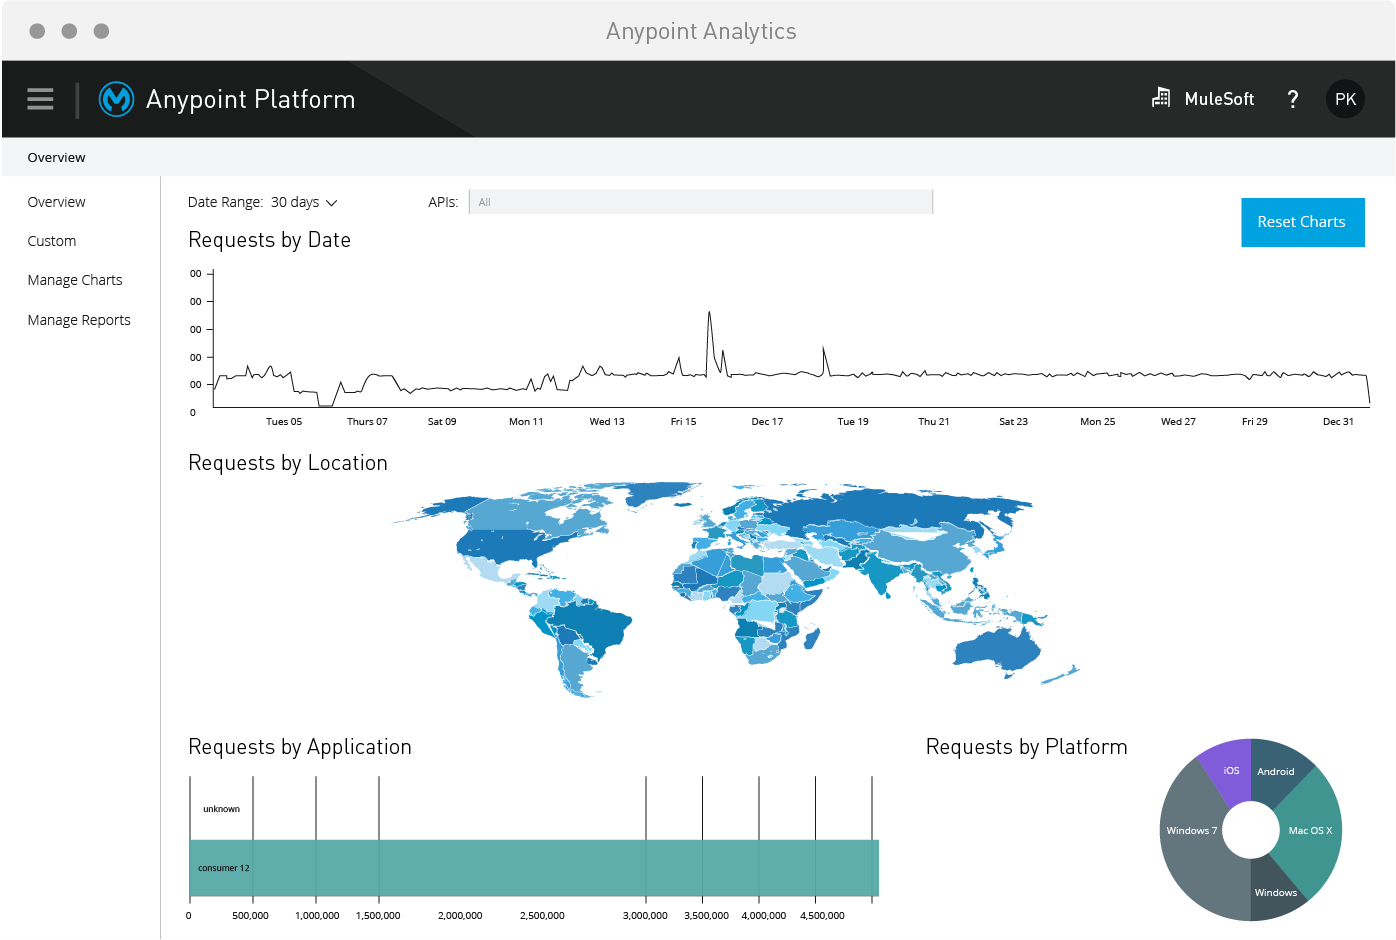 Anypoint Analytics
Anypoint Platform
MuleSoft ? PK
Overview
Overview
Custom
Manage Charts
Manage Reports
Date Range: 30 days
APIs: All
Reset Charts
Requests by Date
00
00
00
00
00
0
Tues 05 Thurs 07 Sat 09 Mon 11 Wed 13 Fri 15 Dec 17 Tue 19 Thu 21 Sat 23 Mon 25 Wed 27 Fri 29 Dec 31
Requests by Location
Requests by Application
unknown
consumer 12
0 500,000 1,000,000 1,500,000 2,000,000 2,500,000 3,000,000 3,500,000 4,000,000 4,500,000
Requests by Platform
iOS Android
Windows 7 Mac OS X
Windows